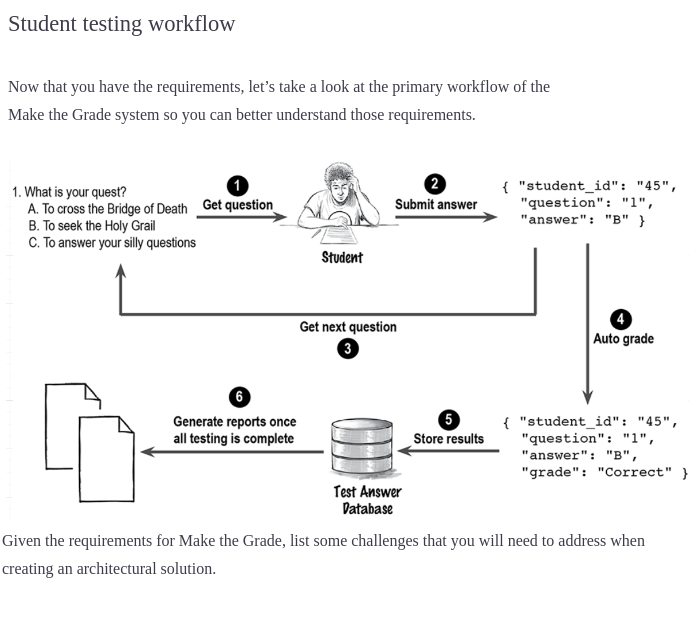 Student testing workflow
Now that you have the requirements, let’s take a look at the primary workflow of the
Make the Grade system so you can better understand those requirements.
1. What is your quest?
A. To cross the Bridge of Death
B. To seek the Holy Grail
C. To answer your silly questions
1
Get question
Student
2
Submit answer
{ "student_id": "45",
"question": "1",
"answer": "B" }
Get next question
3
4
Auto grade
6
Generate reports once
all testing is complete
Test Answer
Database
5
Store results
{ "student_id": "45",
"question": "1",
"answer": "B",
"grade": "Correct" }
Given the requirements for Make the Grade, list some challenges that you will need to address when
creating an architectural solution.